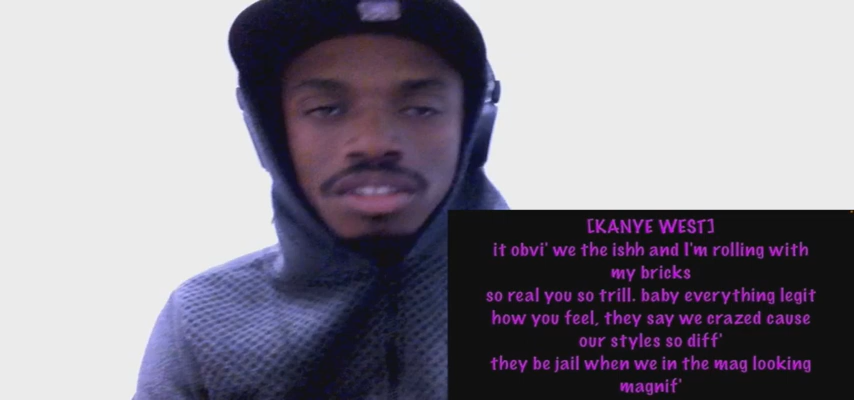 [KANYE WEST]
it obvi' we the ishh and I'm rolling with
my bricks
so real you so trill. baby everything legit
how you feel, they say we crazed cause
our styles so diff'
they be jail when we in the mag looking
magnif'